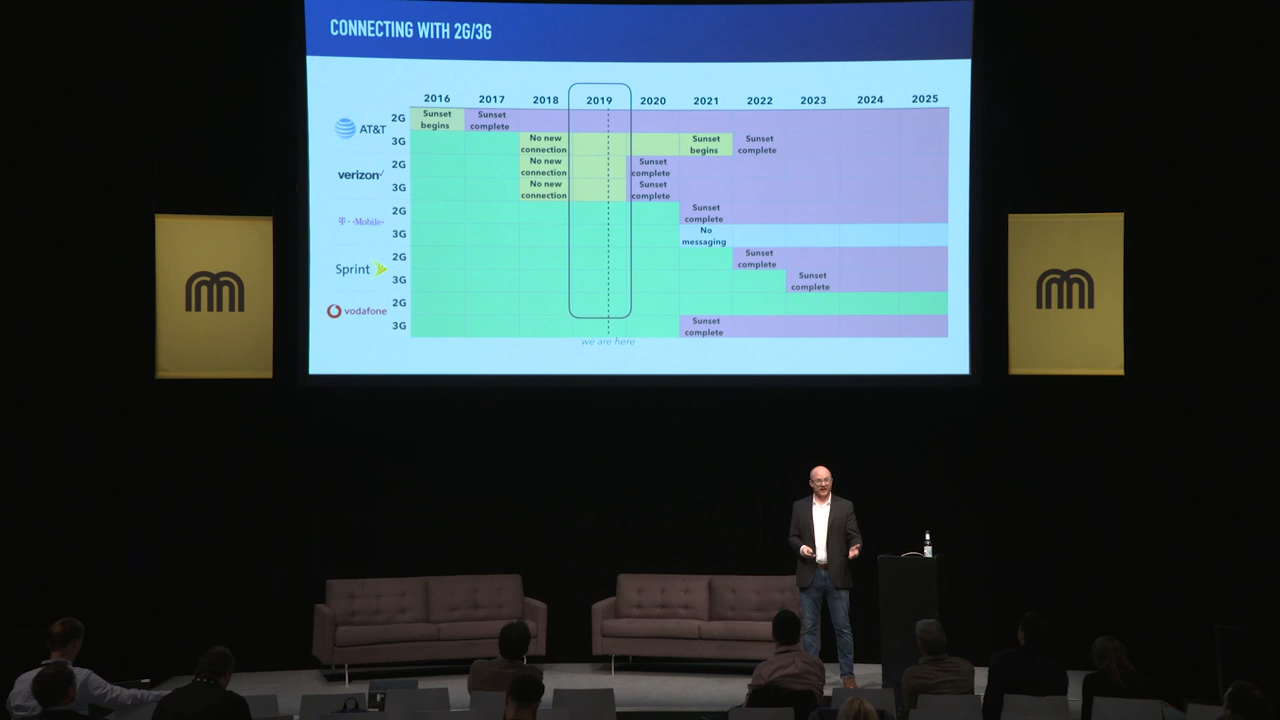 CONNECTING WITH 2G/3G
2016 2017 2018 2019 2020 2021 2022 2023 2024 2025
AT&T
2G Sunset begins Sunset complete
3G No new connection Sunset begins Sunset complete
verizon
2G No new connection Sunset complete
3G No new connection Sunset complete
T··Mobile·
2G Sunset complete
3G No messaging
Sprint
2G Sunset complete
3G Sunset complete
vodafone
2G
3G Sunset complete
we are here